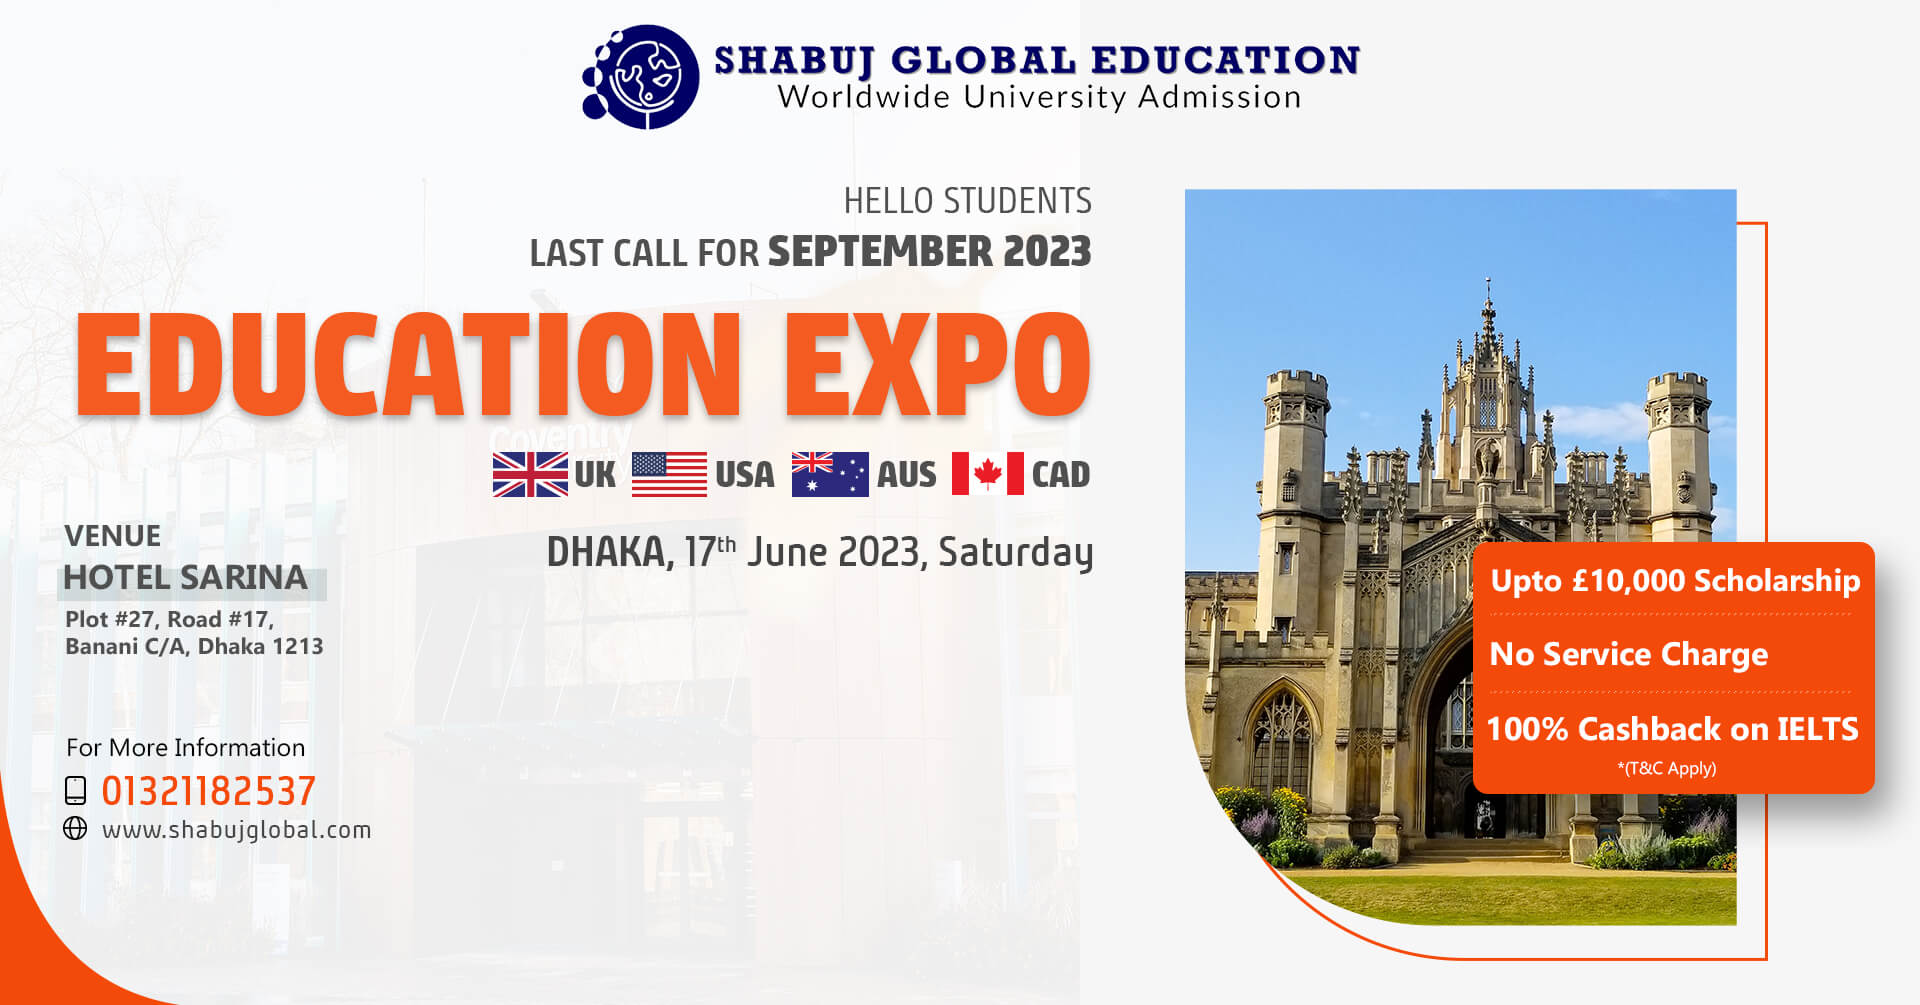 SHABUJ GLOBAL EDUCATION
Worldwide University Admission
HELLO STUDENTS
LAST CALL FOR SEPTEMBER 2023
EDUCATION EXPO
Coventry
UK USA AUS CAD
DHAKA, 17th June 2023, Saturday
VENUE
HOTEL SARINA
Plot #27, Road #17,
Banani C/A, Dhaka 1213
For More Information
01321182537
www.shabujglobal.com
Upto £10,000 Scholarship
No Service Charge
100% Cashback on IELTS
*(T&C Apply)